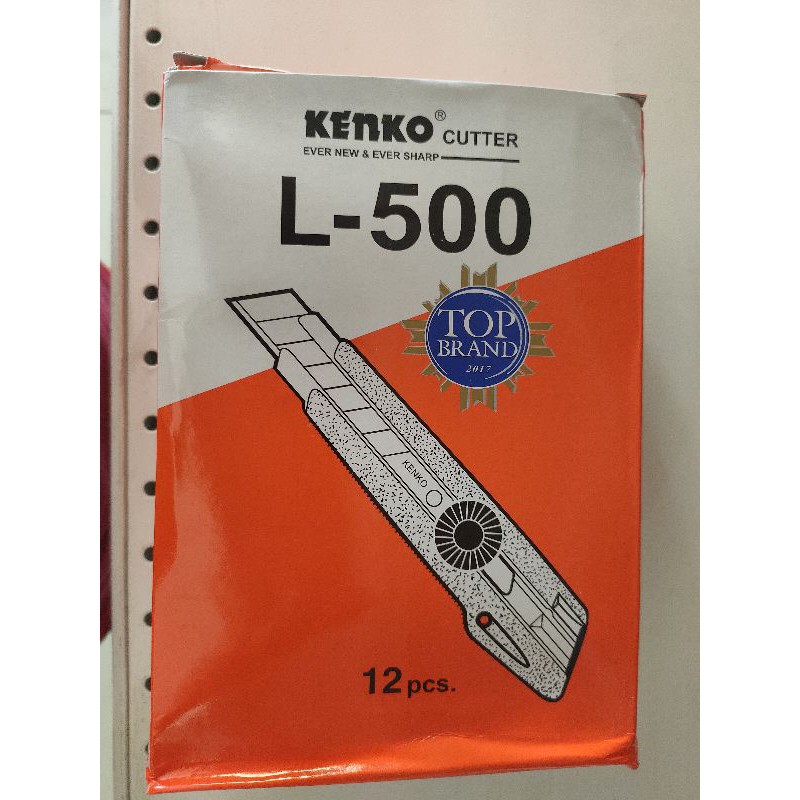 KENKO® CUTTER
EVER NEW & EVER SHARP
L-500
TOP
BRAND
2017
KENKO
12 pcs.